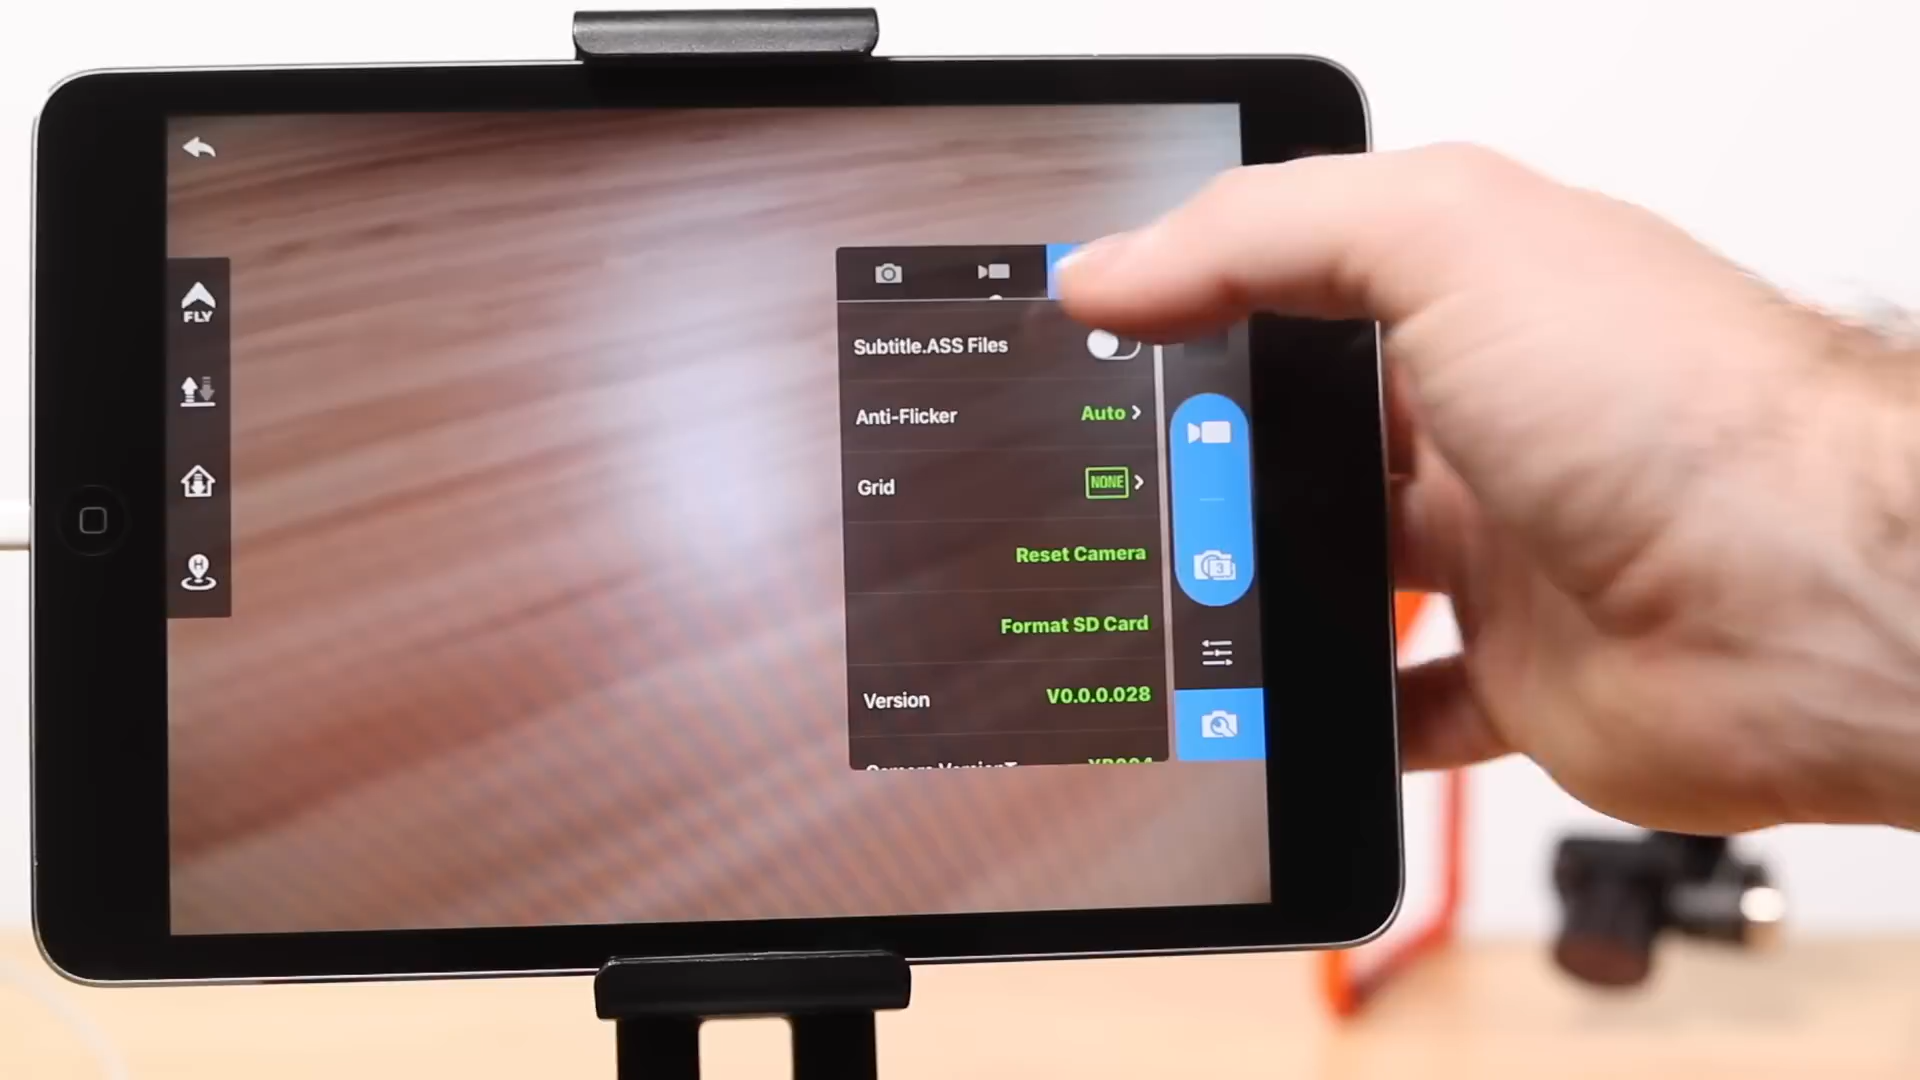 FLY
H
Subtitle.ASS Files
Anti-Flicker Auto
Grid NONE
3
Reset Camera
Format SD Card
Version V0.0.0.028